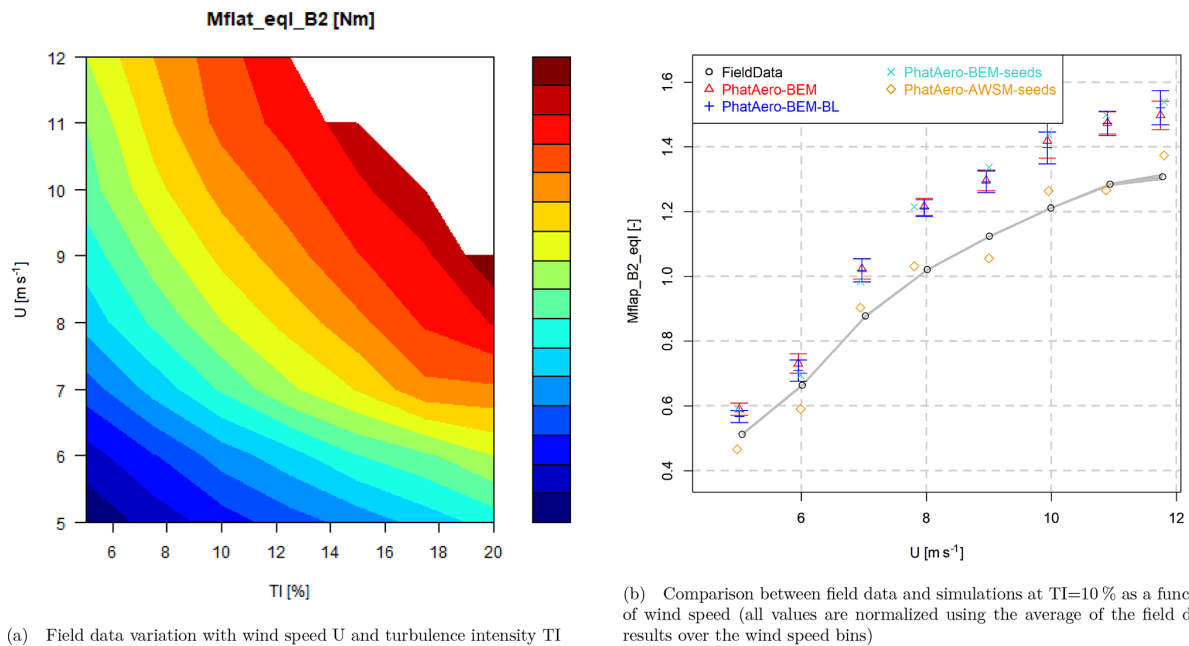 Mflat_eql_B2 [Nm]
12
11
10
9
8
7
6
5
U [m s-1]
6 8 10 12 14 16 18 20
TI [%]
(a) Field data variation with wind speed U and turbulence intensity TI
FieldData
PhatAero-BEM
PhatAero-BEM-BL
PhatAero-BEM-seeds
PhatAero-AWSM-seeds
1.6
1.4
1.2
1.0
0.8
0.6
0.4
Mflap_B2_eql [-]
6 8 10 12
U [m s-1]
(b) Comparison between field data and simulations at TI=10 % as a func
of wind speed (all values are normalized using the average of the field d
results over the wind speed bins)